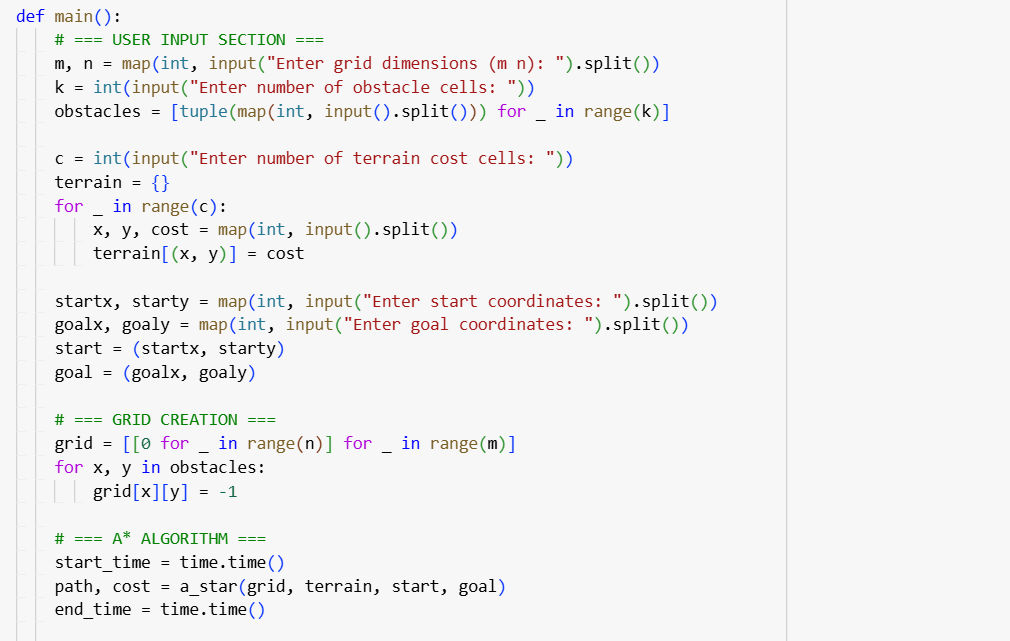 def main():
# === USER INPUT SECTION ===
m, n = map(int, input("Enter grid dimensions (m n): ").split())
k = int(input("Enter number of obstacle cells: "))
obstacles = [tuple(map(int, input().split())) for _ in range(k)]
c = int(input("Enter number of terrain cost cells: "))
terrain = {}
for _ in range(c):
x, y, cost = map(int, input().split())
terrain[(x, y)] = cost
startx, starty = map(int, input("Enter start coordinates: ").split())
goalx, goaly = map(int, input("Enter goal coordinates: ").split())
start = (startx, starty)
goal = (goalx, goaly)
# === GRID CREATION ===
grid = [[0 for _ in range(n)] for _ in range(m)]
for x, y in obstacles:
grid[x][y] = -1
# === A* ALGORITHM ===
start_time = time.time()
path, cost = a_star(grid, terrain, start, goal)
end_time = time.time()